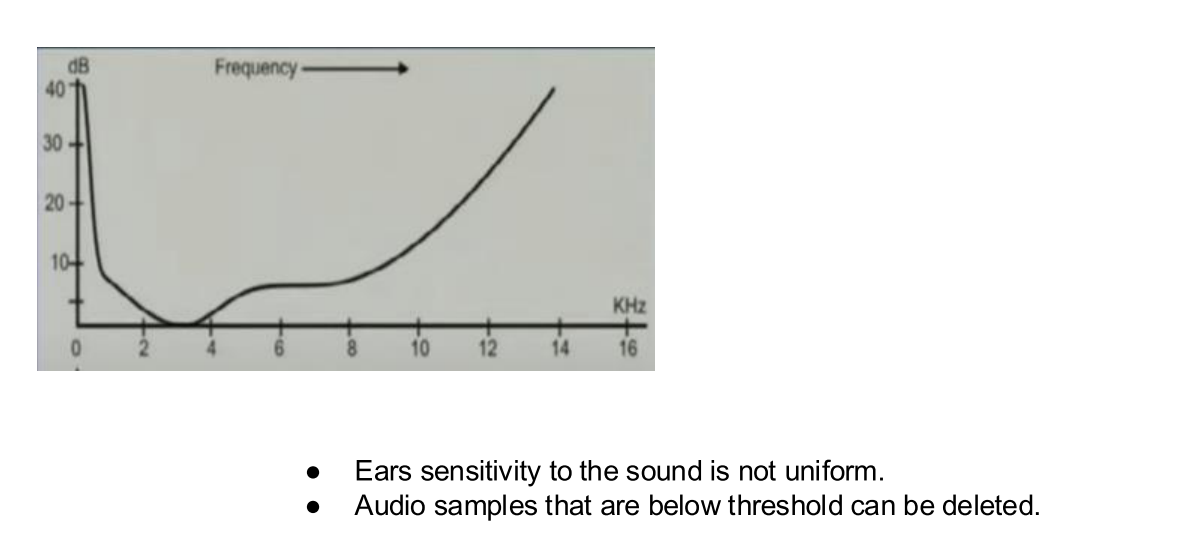 dB
Frequency
40
30
20
10
KHz
0 2 4 6 8 10 12 14 16
● Ears sensitivity to the sound is not uniform.
● Audio samples that are below threshold can be deleted.